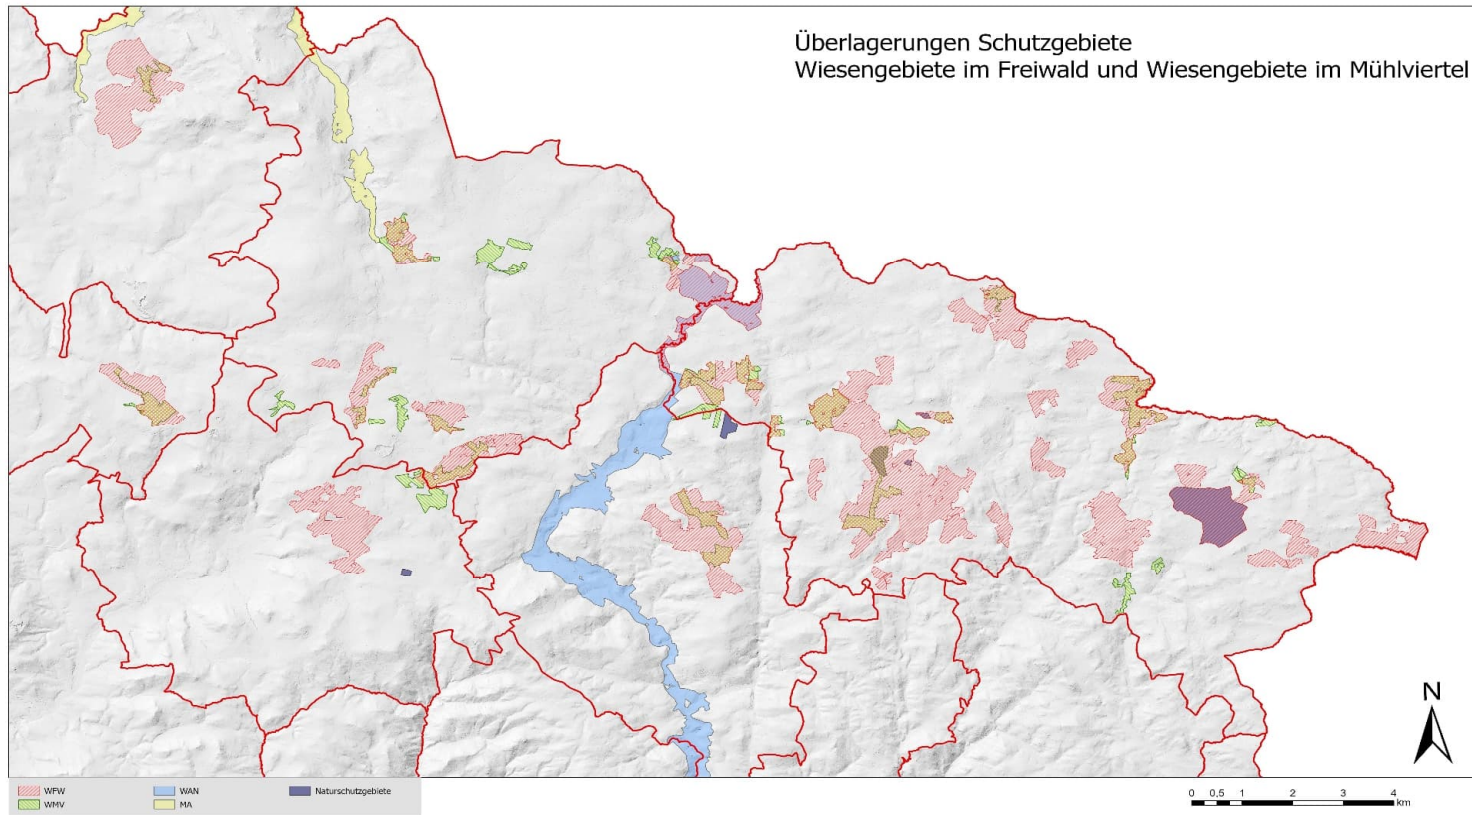 Überlagerungen Schutzgebiete
Wiesengebiete im Freiwald und Wiesengebiete im Mühlviertel
N
WFW
WAN
Naturschutzgebiete
WMV
MA
0 0,5 1 2 3 4
km